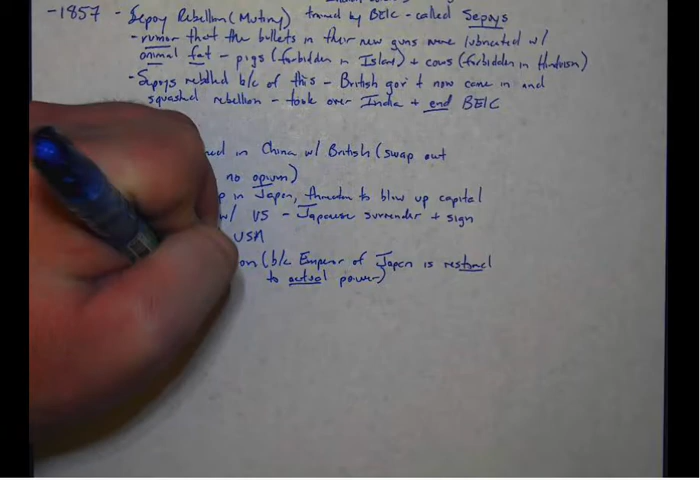 -1857 - Sepoy Rebellion (Mutiny) trained by BEIC - called Sepoys
- rumor that the bullets in their new guns were lubricated w/
animal fat - pigs (forbidden in Islam) + cows (forbidden in Hinduism)
- Sepoys rebelled b/c of this - British gov't now come in and
squashed rebellion - took over India + end BEIC
in China w/ British (swap out
no opium)
in Japan, threaten to blow up capital
w/ US - Japanese surrender + sign
USA
on (b/c Emperor of Japan is restored
to actual power)